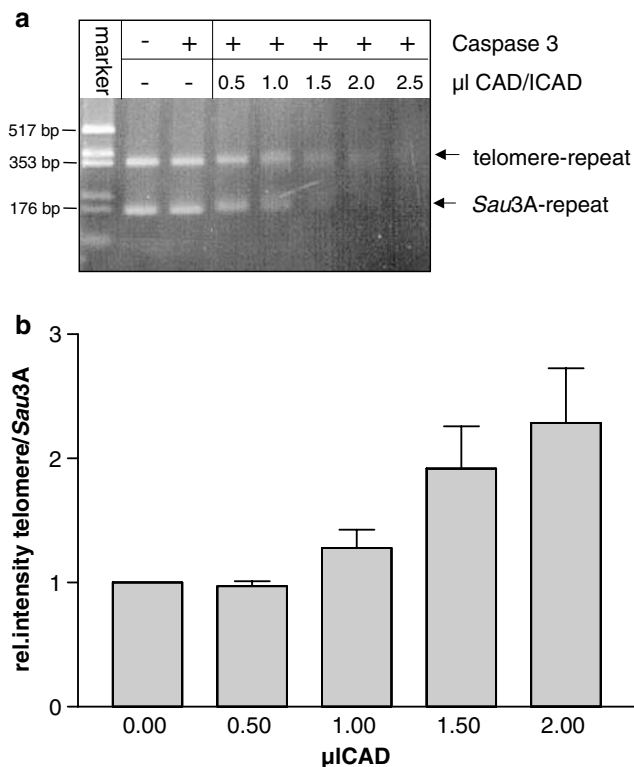 a
marker
- + + + + + + Caspase 3
- - 0.5 1.0 1.5 2.0 2.5 µl CAD/ICAD
517 bp
353 bp
telomere-repeat
176 bp
Sau3A-repeat
b
rel.intensity telomere/Sau3A
3
2
1
0
0.00 0.50 1.00 1.50 2.00
µlCAD